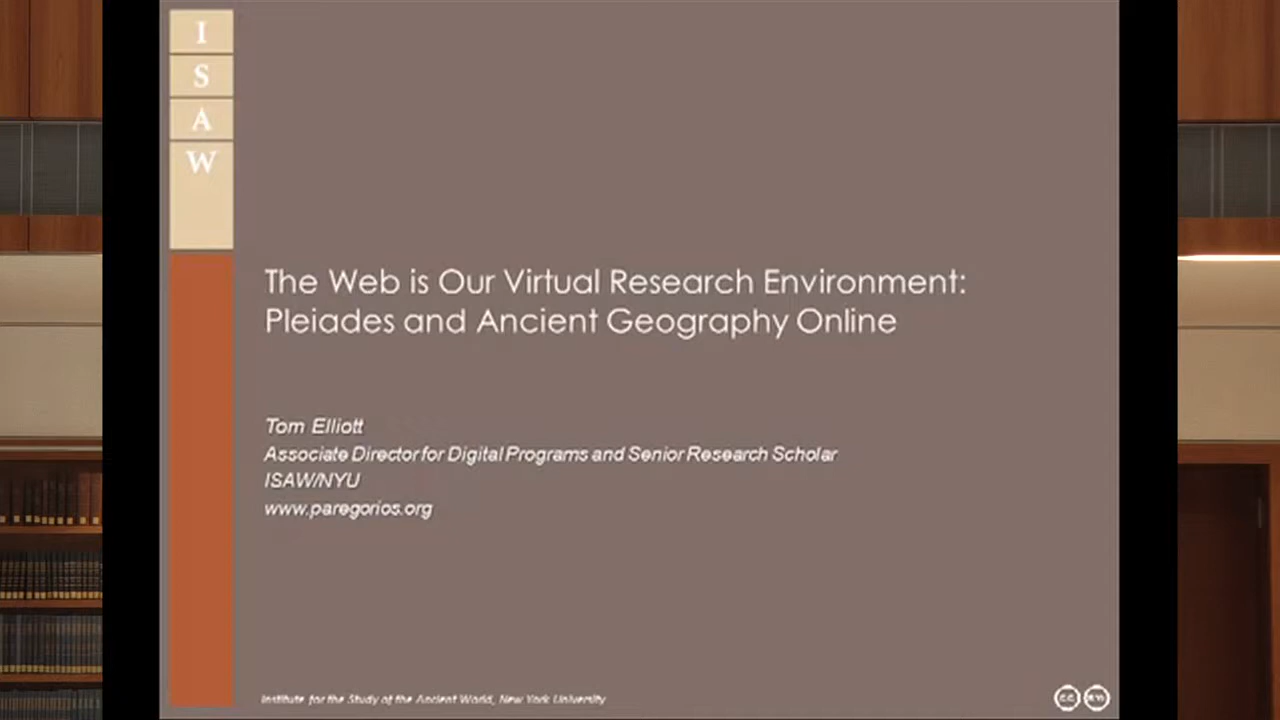 I
S
A
W
The Web is Our Virtual Research Environment:
Pleiades and Ancient Geography Online
Tom Elliott
Associate Director for Digital Programs and Senior Research Scholar
ISAW/NYU
www.paregorios.org
Institute for the Study of the Ancient World, New York University